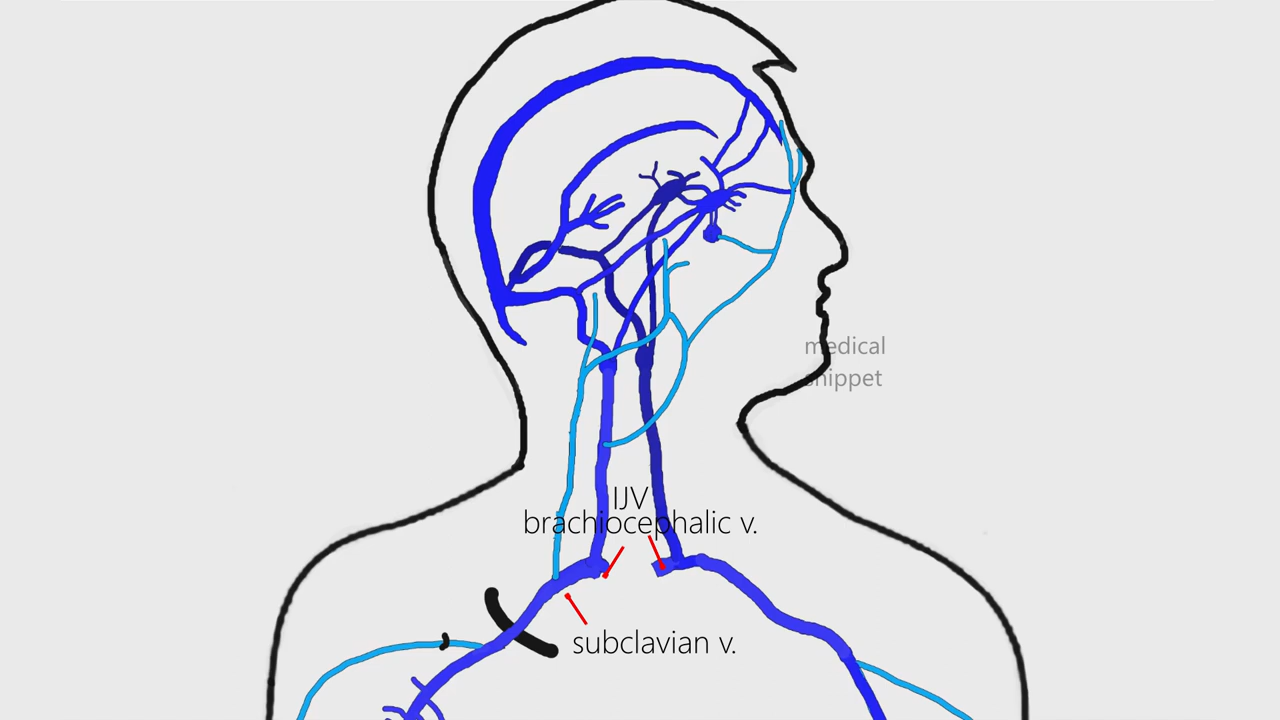 medical
snippet
IJV
brachiocephalic v.
subclavian v.